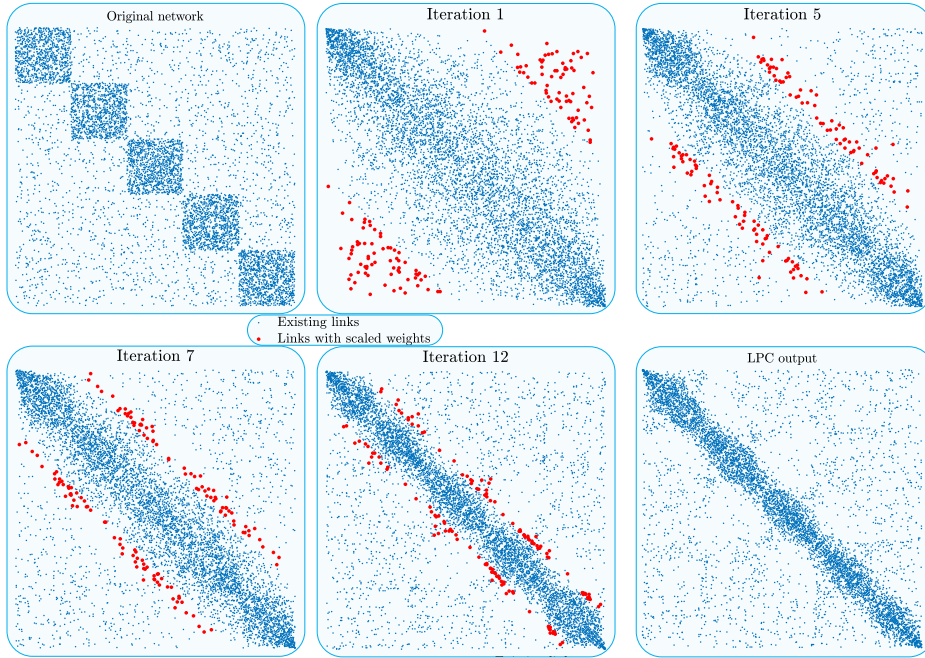 Original network
Iteration 1
Iteration 5
Existing links
Links with scaled weights
Iteration 7
Iteration 12
LPC output